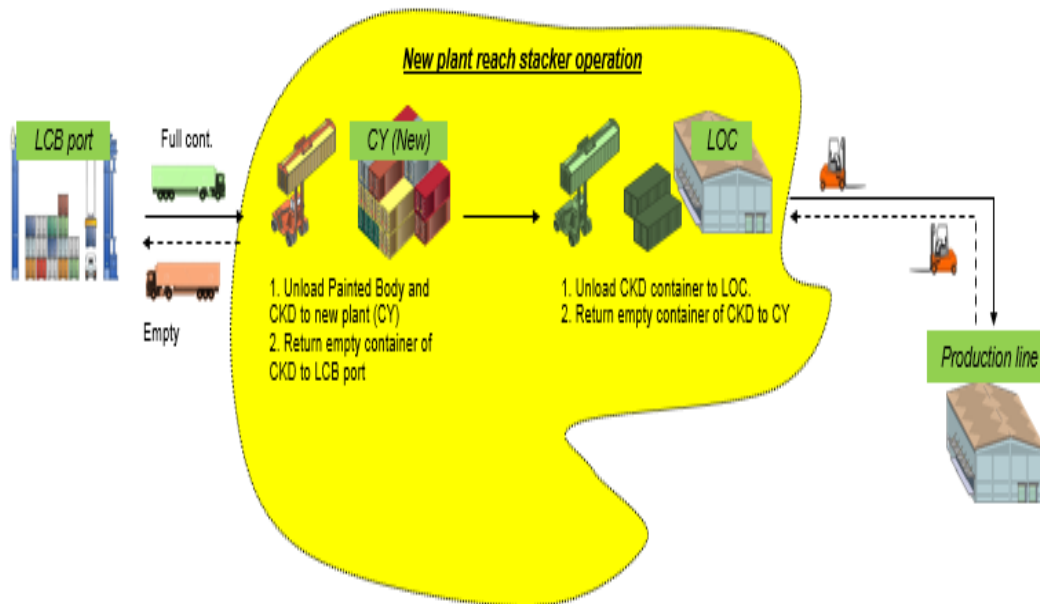 New plant reach stacker operation
LCB port
Full cont.
CY (New)
LOC
Empty
1. Unload Painted Body and
CKD to new plant (CY)
2. Return empty container of
CKD to LCB port
1. Unload CKD container to LOC.
2. Return empty container of CKD to CY
Production line